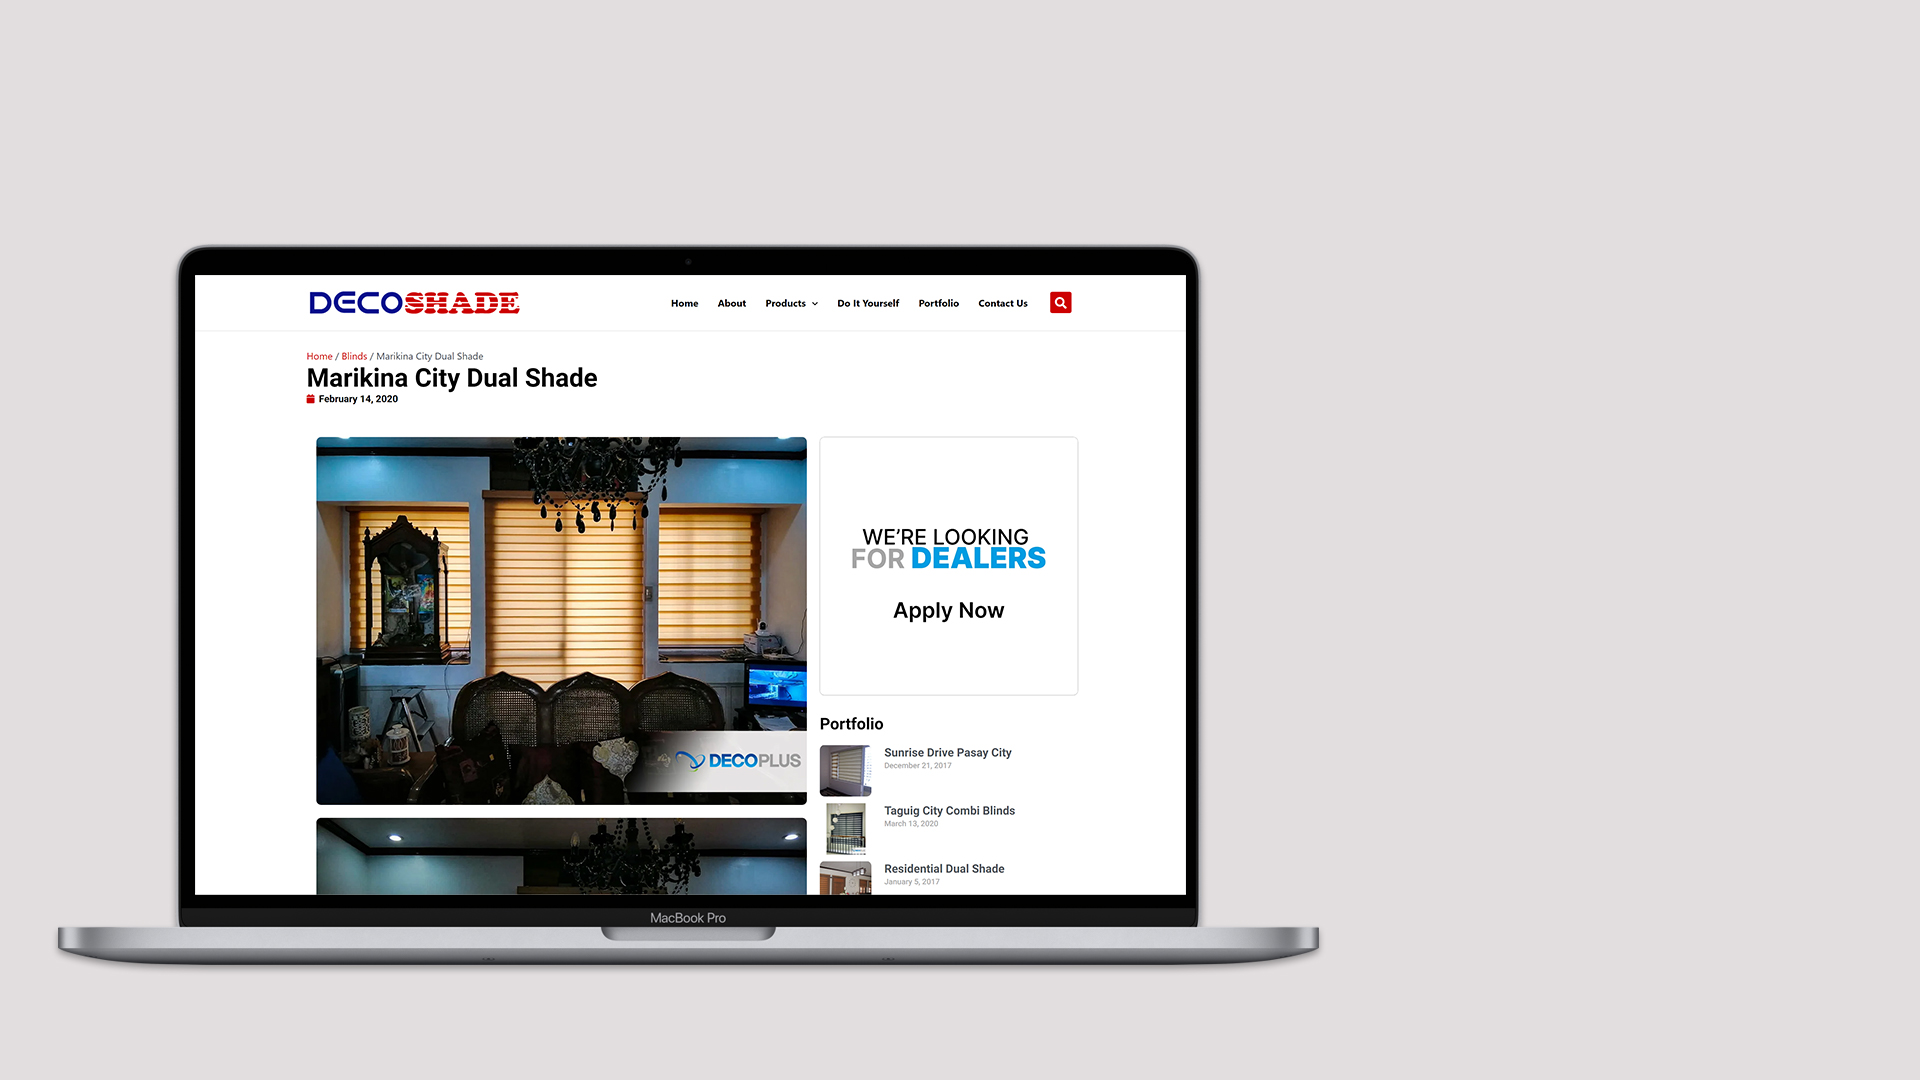 DECOSHADE
Home About Products Do It Yourself Portfolio Contact Us
Home / Blinds / Marikina City Dual Shade
Marikina City Dual Shade
February 14, 2020
DECOPLUS
WE'RE LOOKING
FOR DEALERS
Apply Now
Portfolio
Sunrise Drive Pasay City
December 21, 2017
Taguig City Combi Blinds
March 13, 2020
Residential Dual Shade
January 5, 2017
MacBook Pro